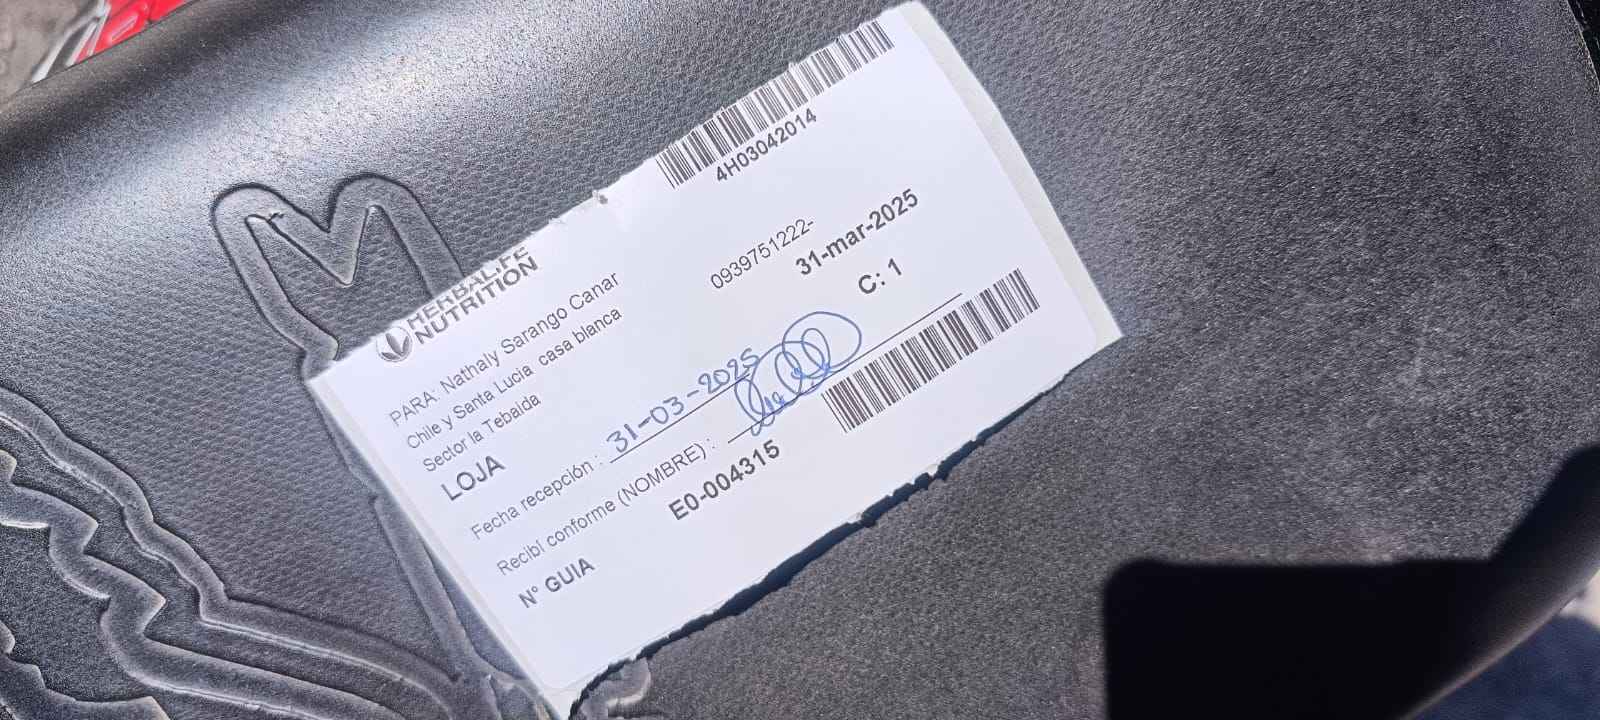 4H03042014
HERBALIFE
NUTRITION
PARA: Nathaly Sarango Canar
0939751222-
Chile y Santa Lucia casa blanca
31-mar-2025
Sector la Tebaida
C: 1
LOJA
Fecha recepción : 31-03-2025
Recibí conforme (NOMBRE) :
N° GUIA E0-004315